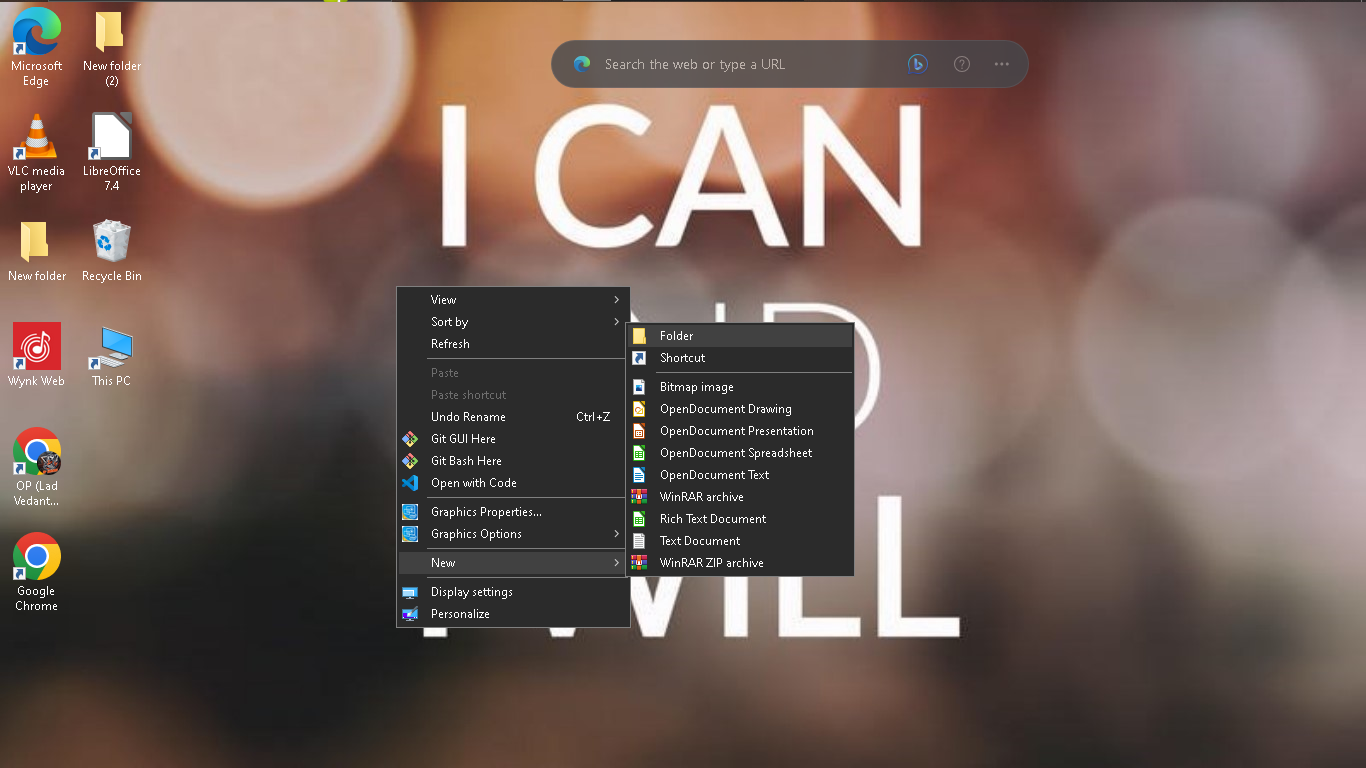 Microsoft
Edge
New folder
(2)
VLC media
player
LibreOffice
7.4
New folder
Recycle Bin
Wynk Web
This PC
OP (Lad
Vedant...
Google
Chrome
Search the web or type a URL
I CAN
View
Sort by
Refresh
Paste
Paste shortcut
Undo Rename Ctrl+Z
Git GUI Here
Git Bash Here
Open with Code
Graphics Properties...
Graphics Options
New
Display settings
Personalize
Folder
Shortcut
Bitmap image
OpenDocument Drawing
OpenDocument Presentation
OpenDocument Spreadsheet
OpenDocument Text
WinRAR archive
Rich Text Document
Text Document
WinRAR ZIP archive
I WILL